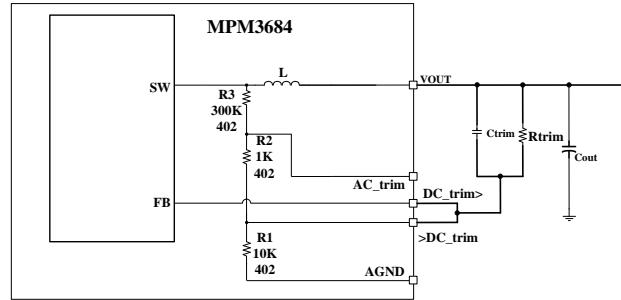 MPM3684
L
SW
VOUT
R3
300K
402
Ctrim
Rtrim
R2
1K
402
Cout
AC_trim
FB
DC_trim>
>DC_trim
R1
10K
402
AGND